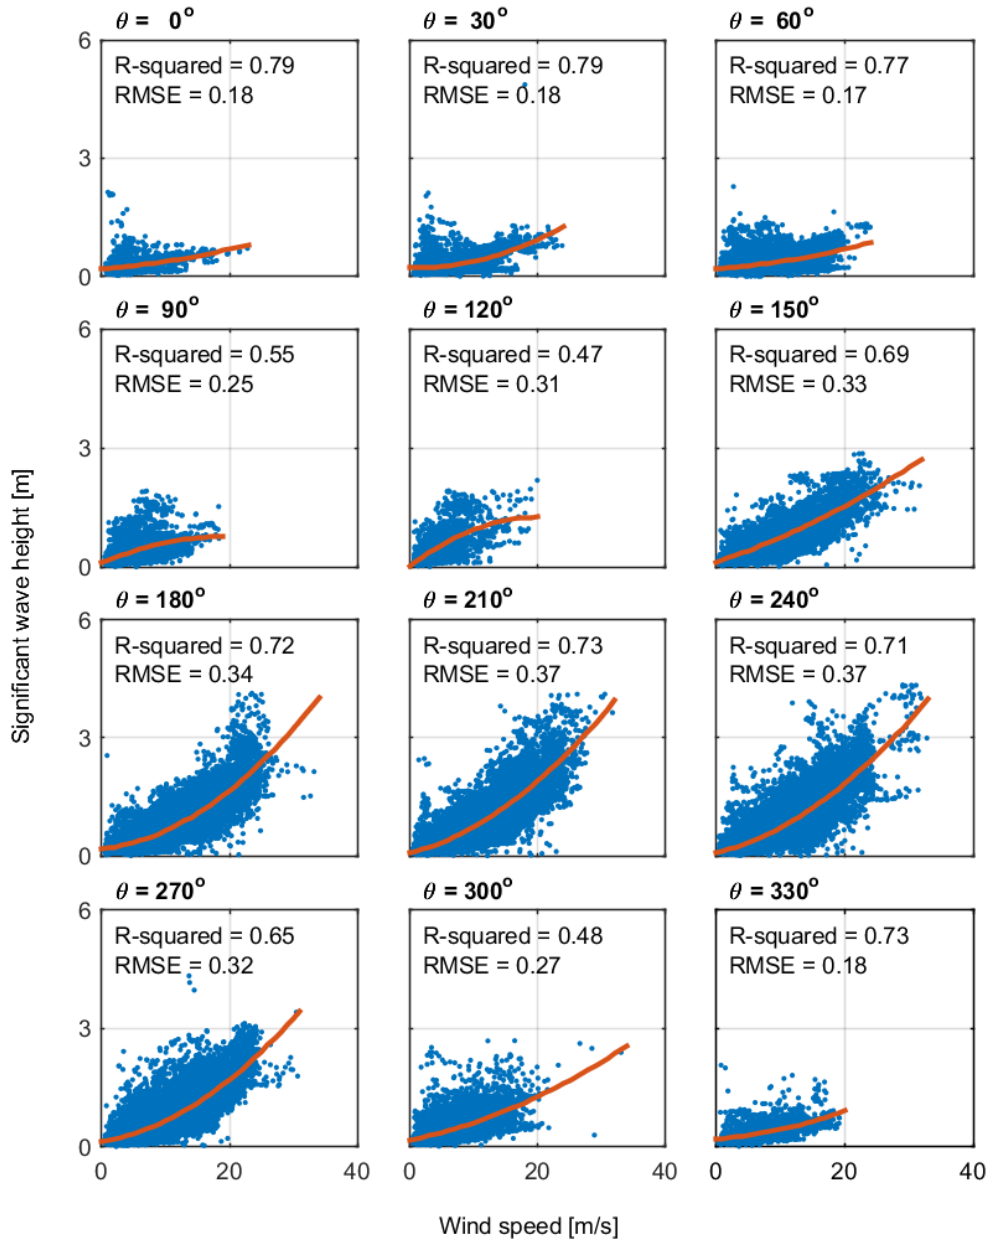 θ = 0°
θ = 30°
θ = 60°
6
R-squared = 0.79
RMSE = 0.18
R-squared = 0.79
RMSE = 0.18
R-squared = 0.77
RMSE = 0.17
3
0
θ = 90°
θ = 120°
θ = 150°
6
R-squared = 0.55
RMSE = 0.25
R-squared = 0.47
RMSE = 0.31
R-squared = 0.69
RMSE = 0.33
3
0
Significant wave height [m]
θ = 180°
θ = 210°
θ = 240°
6
R-squared = 0.72
RMSE = 0.34
R-squared = 0.73
RMSE = 0.37
R-squared = 0.71
RMSE = 0.37
3
0
θ = 270°
θ = 300°
θ = 330°
6
R-squared = 0.65
RMSE = 0.32
R-squared = 0.48
RMSE = 0.27
R-squared = 0.73
RMSE = 0.18
3
0
0 20 40
0 20 40
0 20 40
Wind speed [m/s]